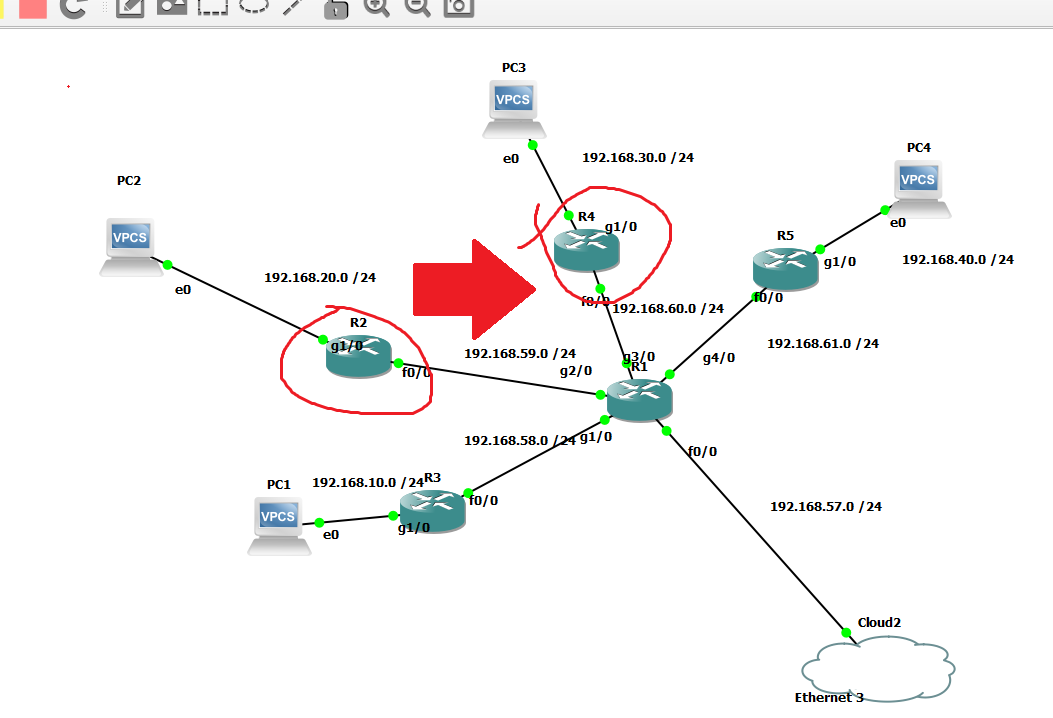 PC3
VPCS
e0
192.168.30.0 /24
PC4
VPCS
e0
PC2
VPCS
e0
R4
g1/0
f0/0
R5
g1/0
f0/0
192.168.40.0 /24
192.168.20.0 /24
192.168.60.0 /24
R2
g1/0
f0/0
192.168.59.0 /24
g2/0
g3/0
R1
g4/0
192.168.61.0 /24
192.168.58.0 /24
g1/0
f0/0
PC1
VPCS
e0
192.168.10.0 /24
R3
g1/0
f0/0
192.168.57.0 /24
Cloud2
Ethernet 3